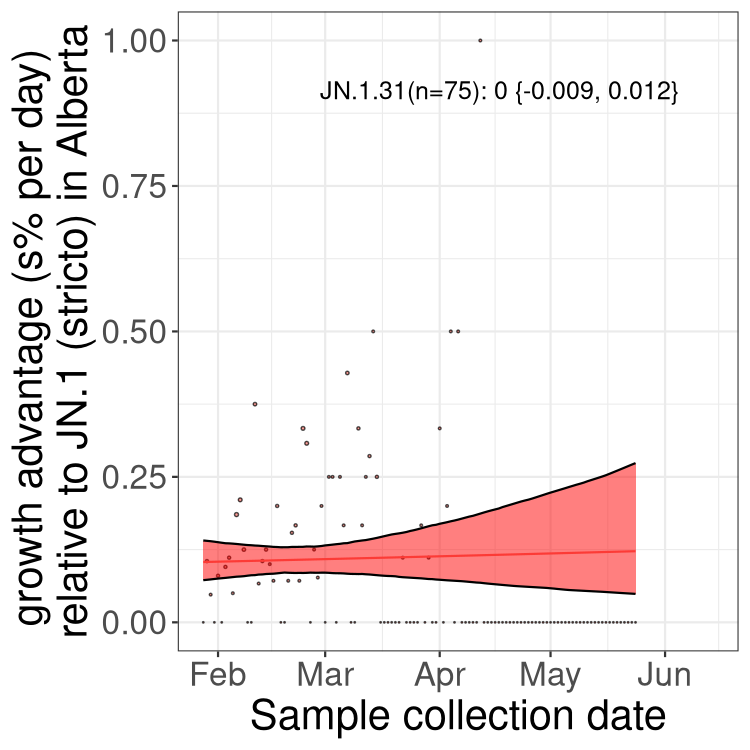 growth advantage (s% per day)
relative to JN.1 (stricto) in Alberta
1.00
0.75
0.50
0.25
0.00
JN.1.31(n=75): 0 {-0.009, 0.012}
Feb Mar Apr May Jun
Sample collection date